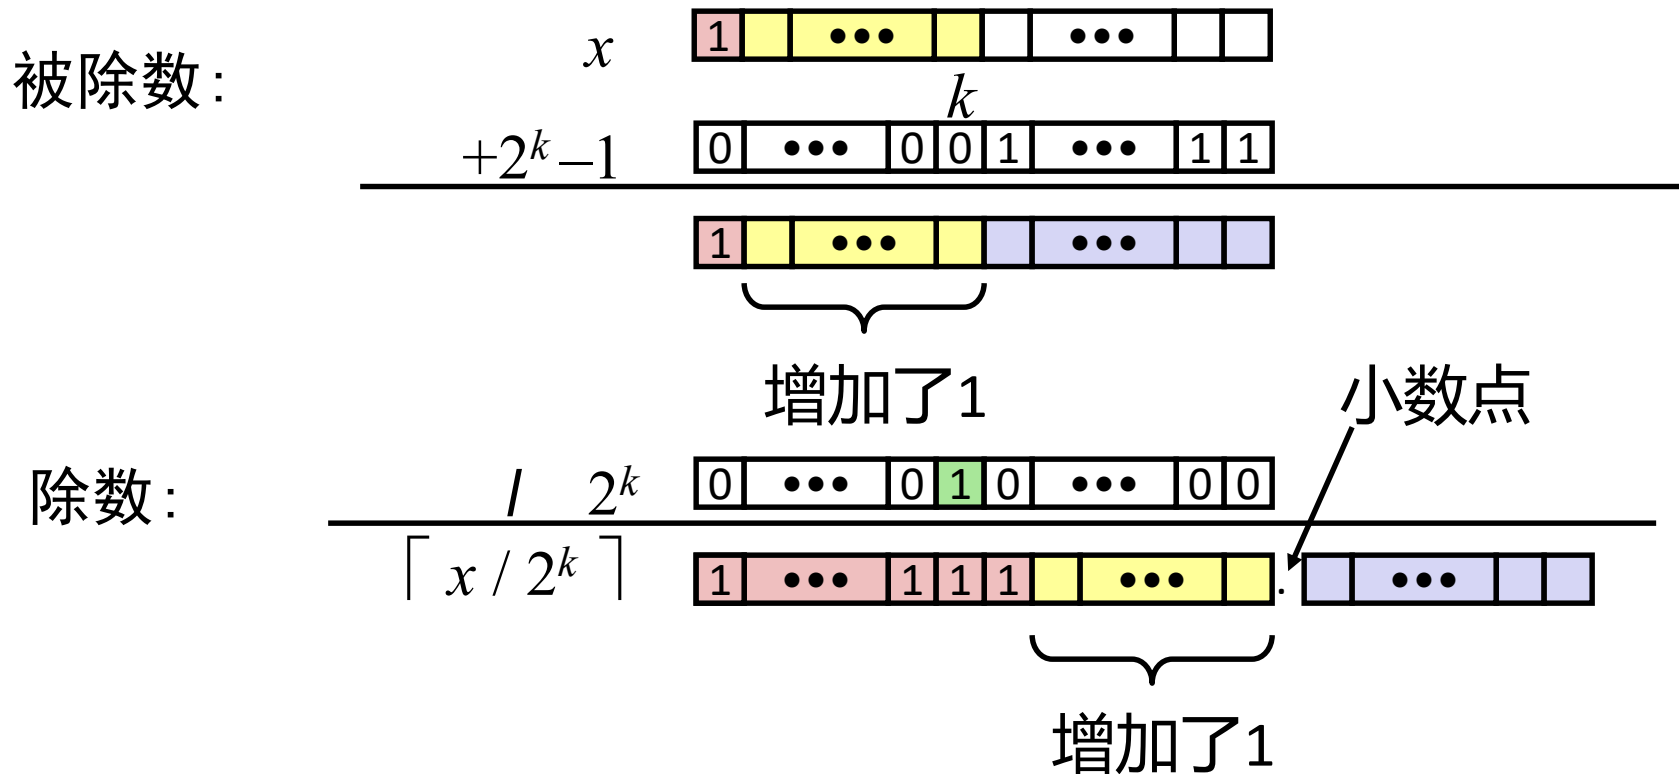 x 1 ••• •••
被除数:
k
+2^k–1 0 ••• 0 0 1 ••• 1 1
1 ••• •••
增加了1
小数点
除数: / 2^k 0 ••• 0 1 0 ••• 0 0
⌈ x / 2^k ⌉ 1 ••• 1 1 1 ••• . •••
增加了1